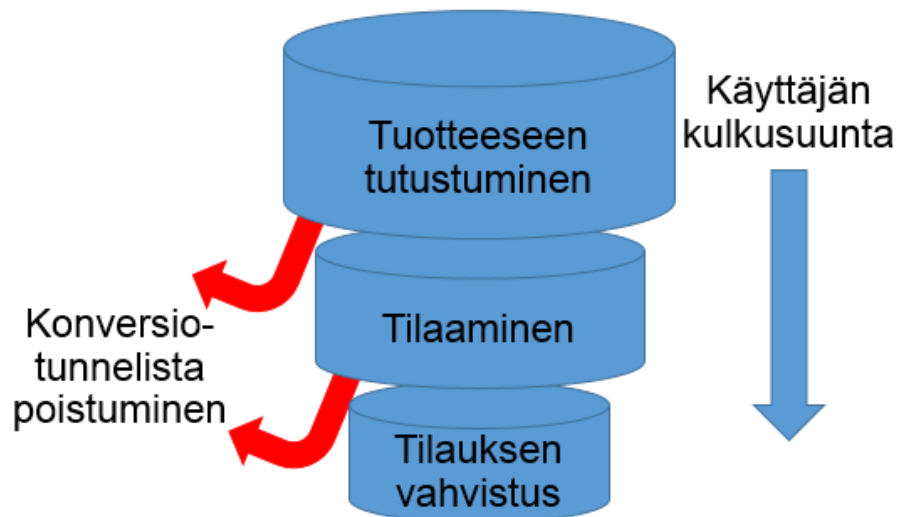 Tuotteeseen
tutustuminen
Käyttäjän
kulkusuunta
Tilaaminen
Konversio-
tunnelista
poistuminen
Tilauksen
vahvistus